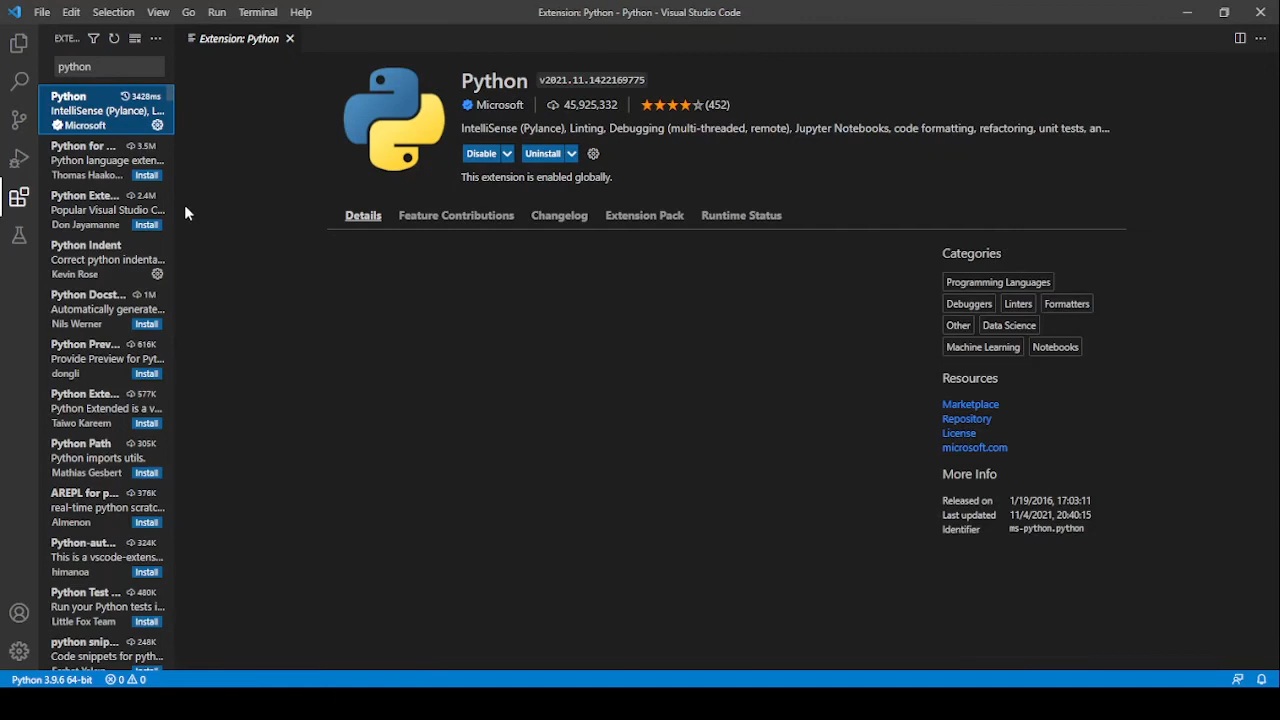 File Edit Selection View Go Run Terminal Help
Extension: Python - Python - Visual Studio Code
EXTE...
python
Python 3428ms
IntelliSense (Pylance), L...
Microsoft
Python for ... 3.5M
Python language exten...
Thomas Haako... Install
Python Exte... 2.4M
Popular Visual Studio C...
Don Jayamanne Install
Python Indent
Correct python indenta...
Kevin Rose
Python Docst... 1M
Automatically generate...
Nils Werner Install
Python Prev... 616K
Provide Preview for Pyt...
dongli Install
Python Exte... 577K
Python Extended is a v...
Taiwo Kareem Install
Python Path 305K
Python imports utils.
Mathias Gesbert Install
AREPL for p... 376K
real-time python scratc...
Almenon Install
Python-aut... 324K
This is a vscode-extens...
himanoa Install
Python Test ... 480K
Run your Python tests i...
Little Fox Team Install
python snip... 248K
Code snippets for pyth...
Extension: Python
Python v2021.11.1422169775
Microsoft 45,925,332 (452)
IntelliSense (Pylance), Linting, Debugging (multi-threaded, remote), Jupyter Notebooks, code formatting, refactoring, unit tests, an...
Disable Uninstall
This extension is enabled globally.
Details Feature Contributions Changelog Extension Pack Runtime Status
Categories
Programming Languages
Debuggers Linters Formatters
Other Data Science
Machine Learning Notebooks
Resources
Marketplace
Repository
License
microsoft.com
More Info
Released on 1/19/2016, 17:03:11
Last updated 11/4/2021, 20:40:15
Identifier ms-python.python
Python 3.9.6 64-bit 0 0